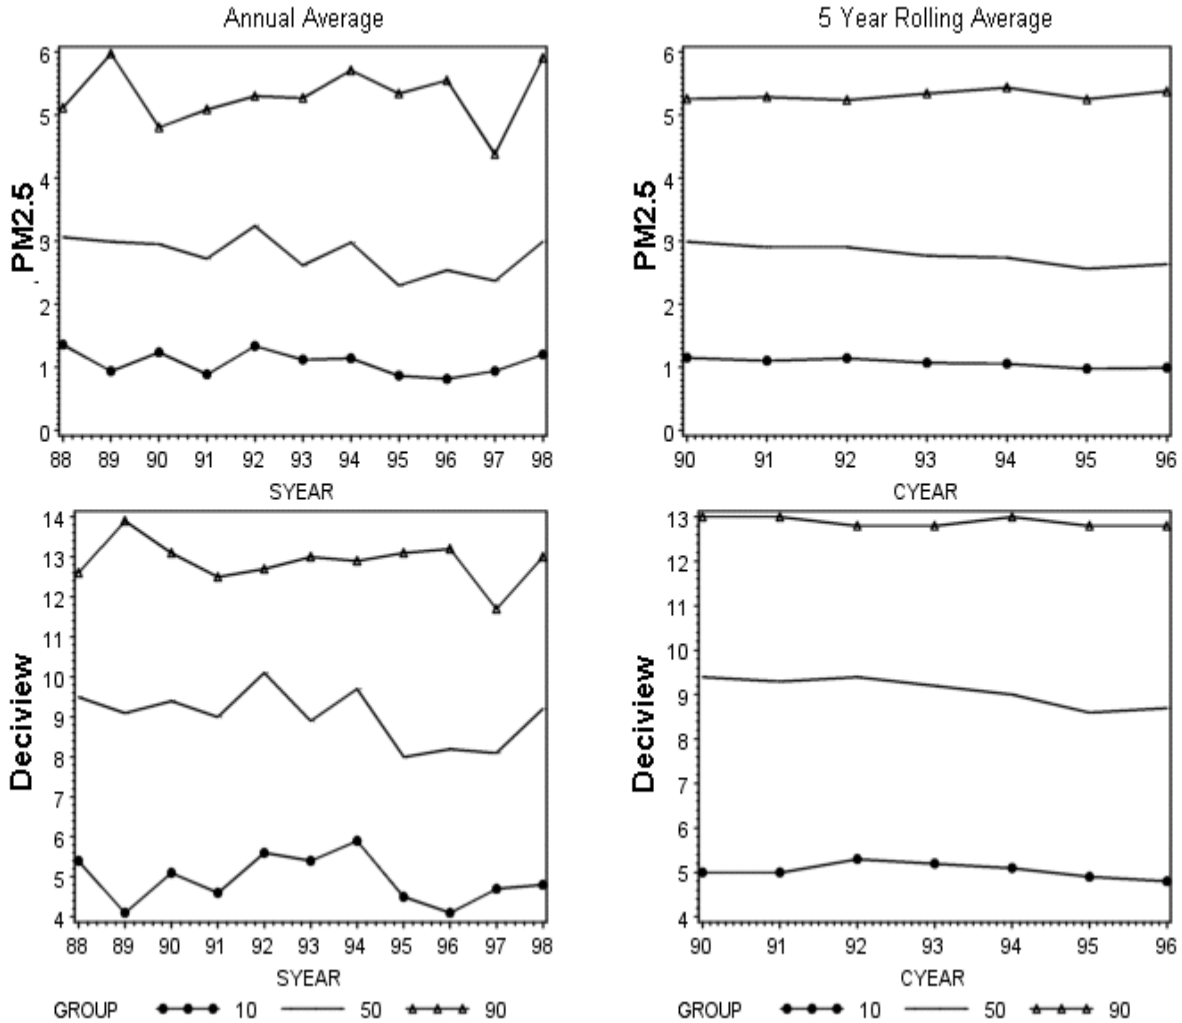 Annual Average
6
5
4
3
2
1
0
PM2.5
88 89 90 91 92 93 94 95 96 97 98
SYEAR
5 Year Rolling Average
6
5
4
3
2
1
0
PM2.5
90 91 92 93 94 95 96
CYEAR
14
13
12
11
10
9
8
7
6
5
4
Deciview
88 89 90 91 92 93 94 95 96 97 98
SYEAR
GROUP 10 50 90
13
12
11
10
9
8
7
6
5
4
Deciview
90 91 92 93 94 95 96
CYEAR
GROUP 10 50 90